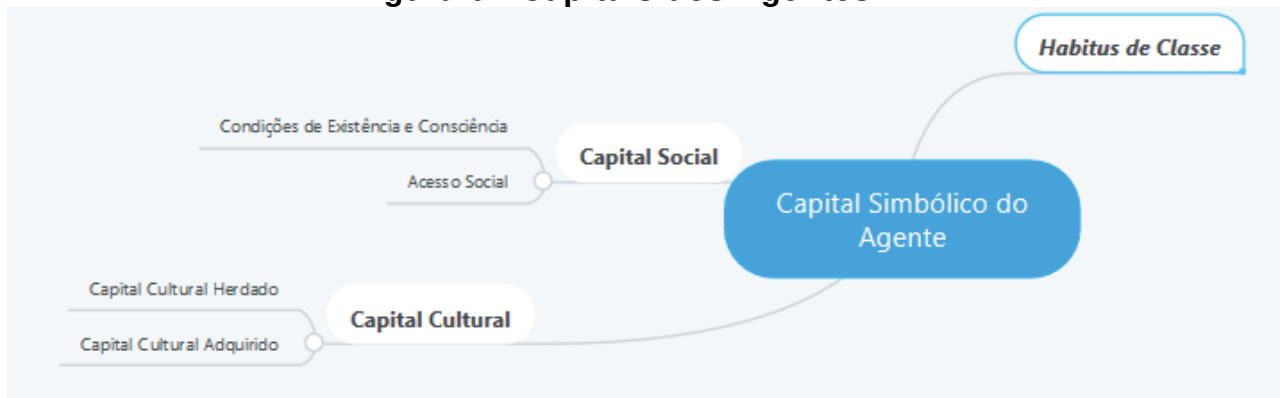 Habitus de Classe
Condições de Existência e Consciência
Capital Social
Acesso Social
Capital Simbólico do
Agente
Capital Cultural Herdado
Capital Cultural
Capital Cultural Adquirido